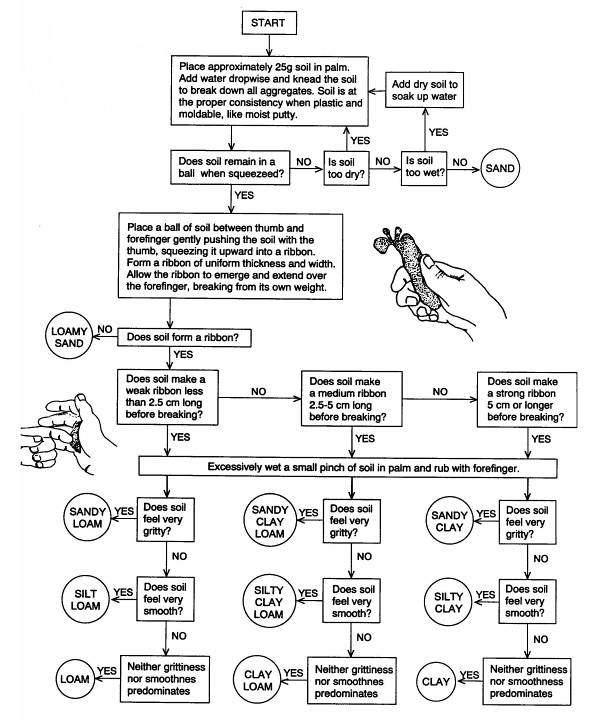 START
Place approximately 25g soil in palm.
Add water dropwise and knead the soil
to break down all aggregates. Soil is at
the proper consistency when plastic and
moldable, like moist putty.
Add dry soil to
soak up water
YES
YES
Does soil remain in a
ball when squeezeed?
NO
Is soil
too dry?
NO
Is soil
too wet?
NO
SAND
YES
Place a ball of soil between thumb and
forefinger gently pushing the soil with the
thumb, squeezing it upward into a ribbon.
Form a ribbon of uniform thickness and width.
Allow the ribbon to emerge and extend over
the forefinger, breaking from its own weight.
LOAMY
SAND
NO
Does soil form a ribbon?
YES
Does soil make a
weak ribbon less
than 2.5 cm long
before breaking?
NO
Does soil make
a medium ribbon
2.5-5 cm long
before breaking?
NO
Does soil make
a strong ribbon
5 cm or longer
before breaking?
YES
YES
YES
Excessively wet a small pinch of soil in palm and rub with forefinger.
SANDY
LOAM
YES
Does soil
feel very
gritty?
SANDY
CLAY
LOAM
YES
Does soil
feel very
gritty?
SANDY
CLAY
YES
Does soil
feel very
gritty?
NO
NO
NO
SILT
LOAM
YES
Does soil
feel very
smooth?
SILTY
CLAY
LOAM
YES
Does soil
feel very
smooth?
SILTY
CLAY
YES
Does soil
feel very
smooth?
NO
NO
NO
LOAM
YES
Neither grittiness
nor smoothnes
predominates
CLAY
LOAM
YES
Neither grittiness
nor smoothnes
predominates
CLAY
YES
Neither grittiness
nor smoothness
predominates